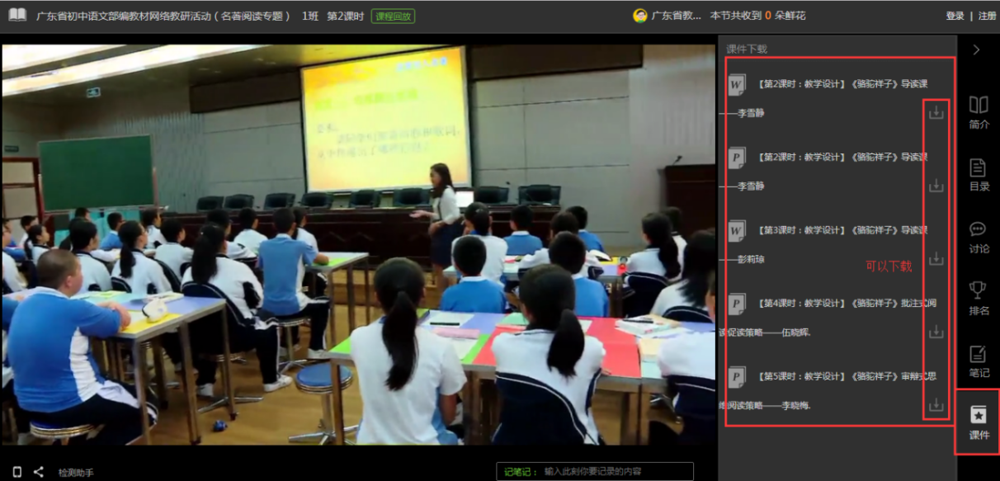 广东省初中语文部编教材网络教研活动（名著阅读专题） 1班 第2课时 课程回放
广东省教... 本节共收到 0 朵鲜花
登录 | 注册
课件下载
W 【第2课时：教学设计】《骆驼祥子》导读课
——李雪静
P 【第2课时：教学设计】《骆驼祥子》导读课
——李雪静
W 【第3课时：教学设计】《骆驼祥子》导读课
——彭莉琼
可以下载
P 【第4课时：教学设计】《骆驼祥子》批注式阅
读促读策略——伍晓辉.
P 【第5课时：教学设计】《骆驼祥子》审辩式思
维阅读策略——李晓梅.
简介
目录
讨论
排名
笔记
课件
检测助手
记笔记： 输入此刻你要记录的内容